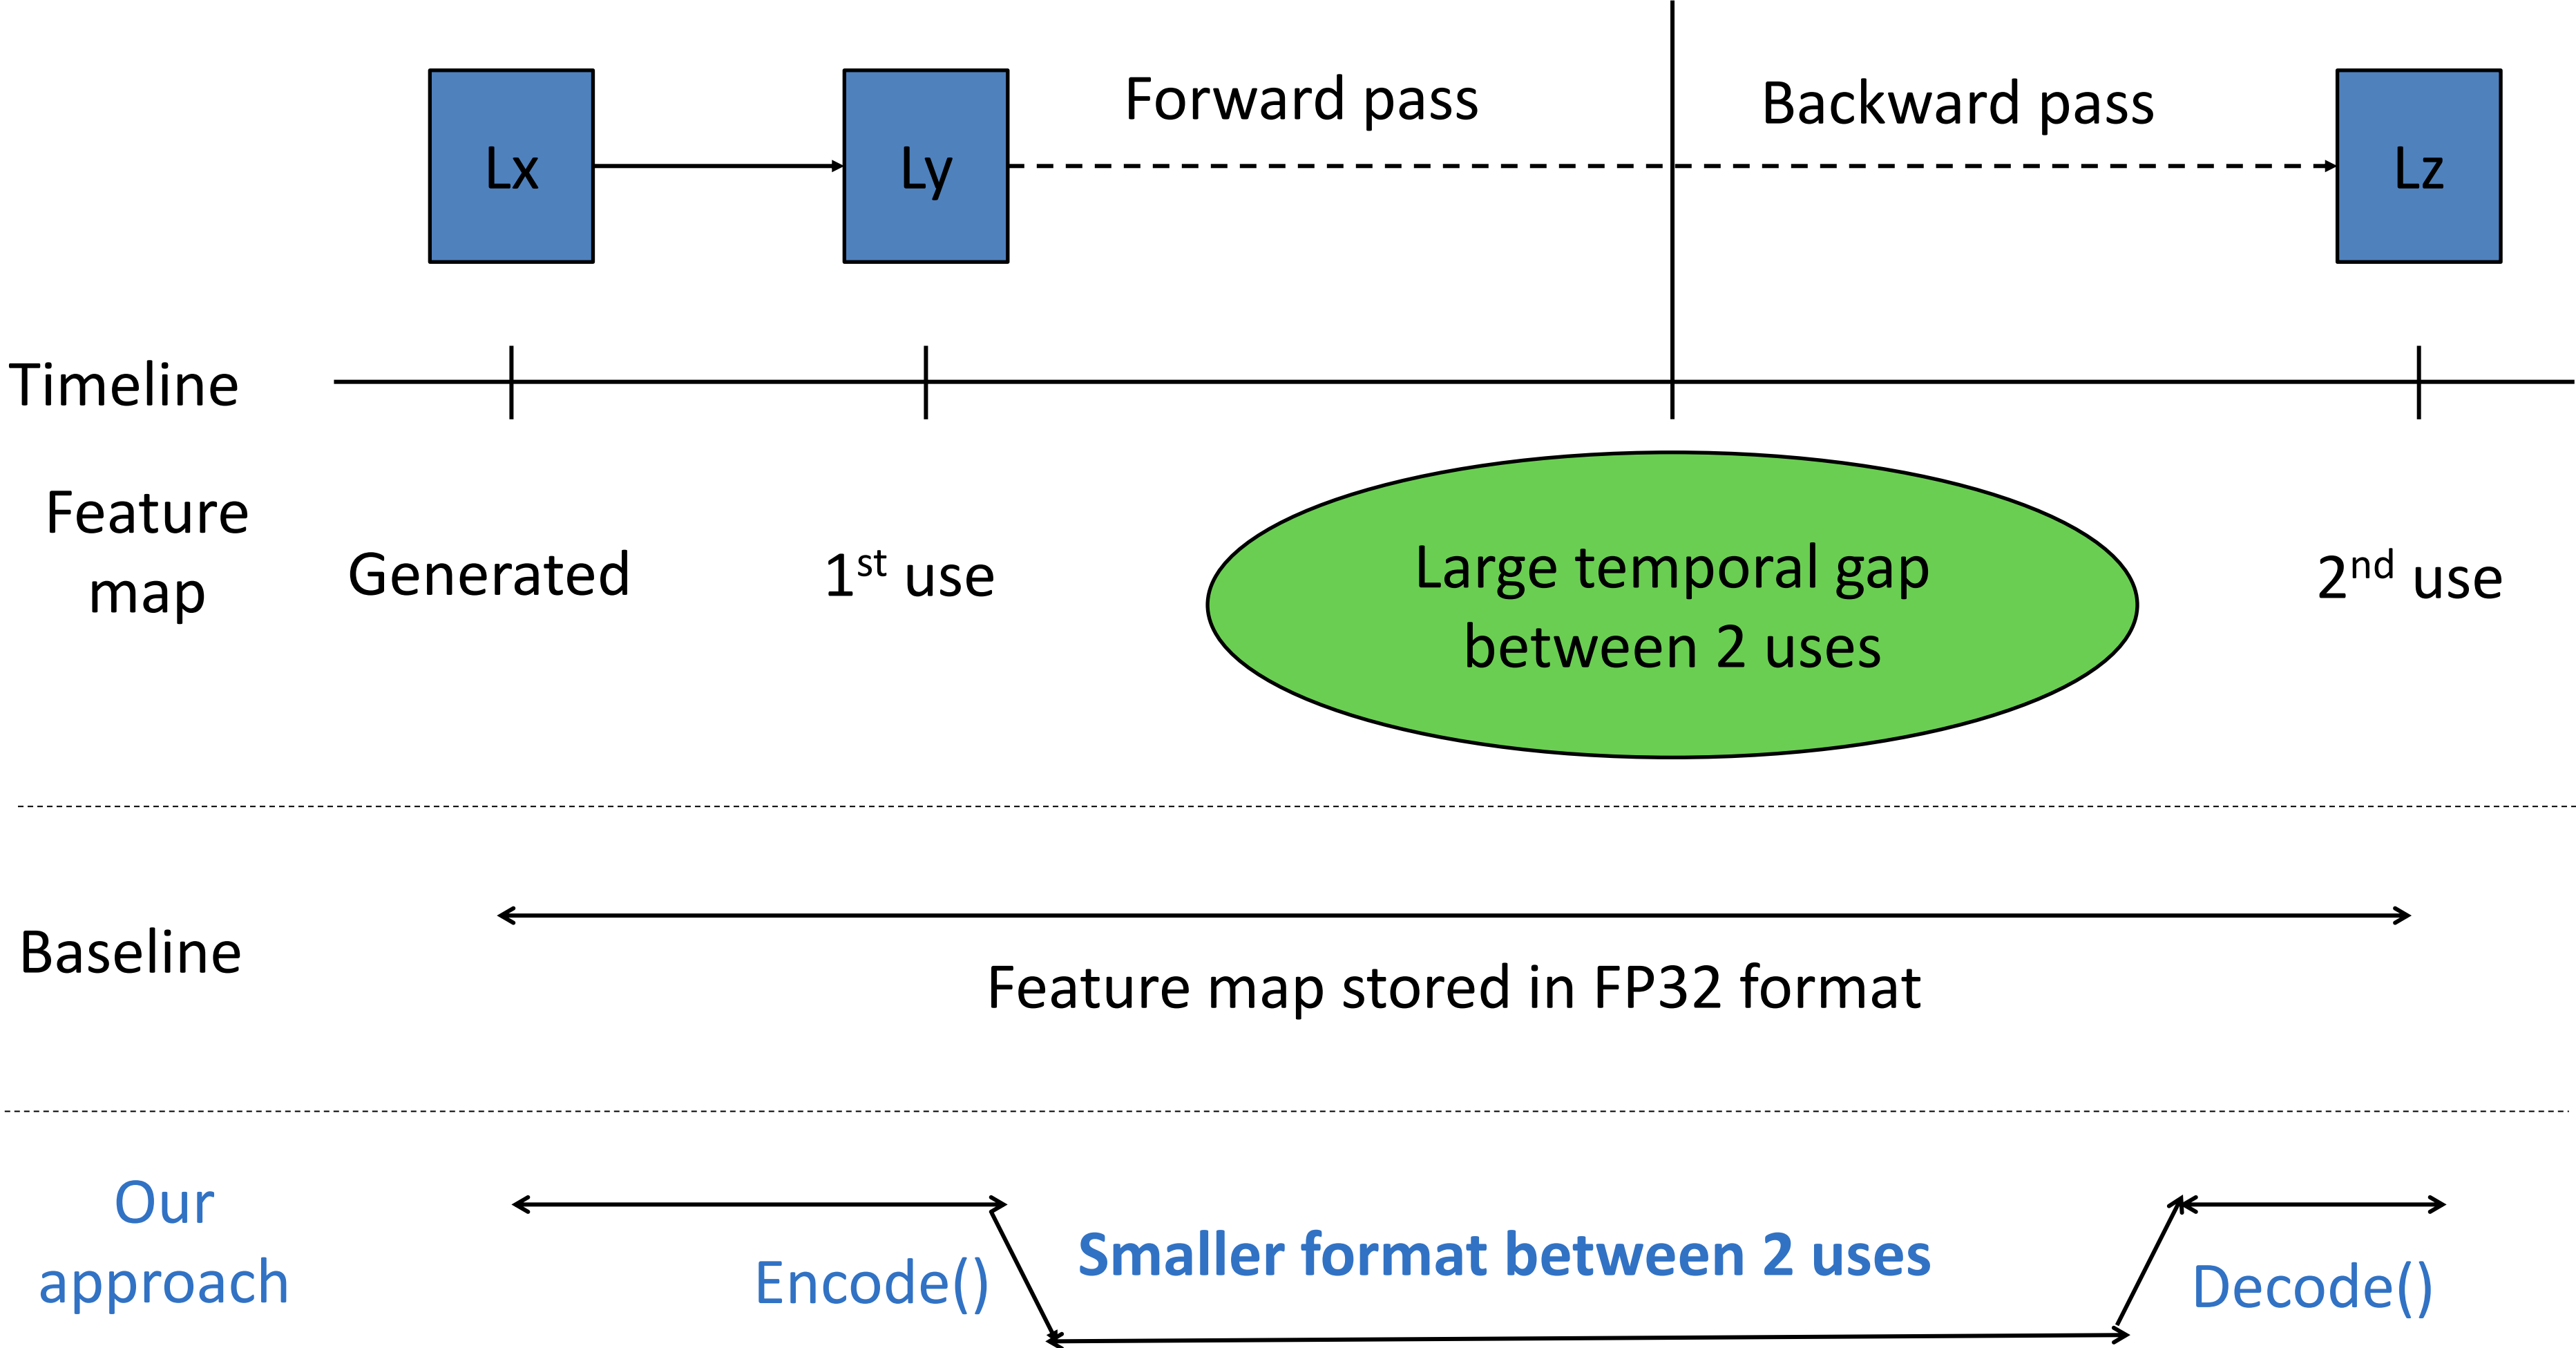 Forward pass
Backward pass
Lx
Ly
Lz
Timeline
Feature
map
Generated
1st use
Large temporal gap
between 2 uses
2nd use
Baseline
Feature map stored in FP32 format
Our
approach
Encode()
Smaller format between 2 uses
Decode()